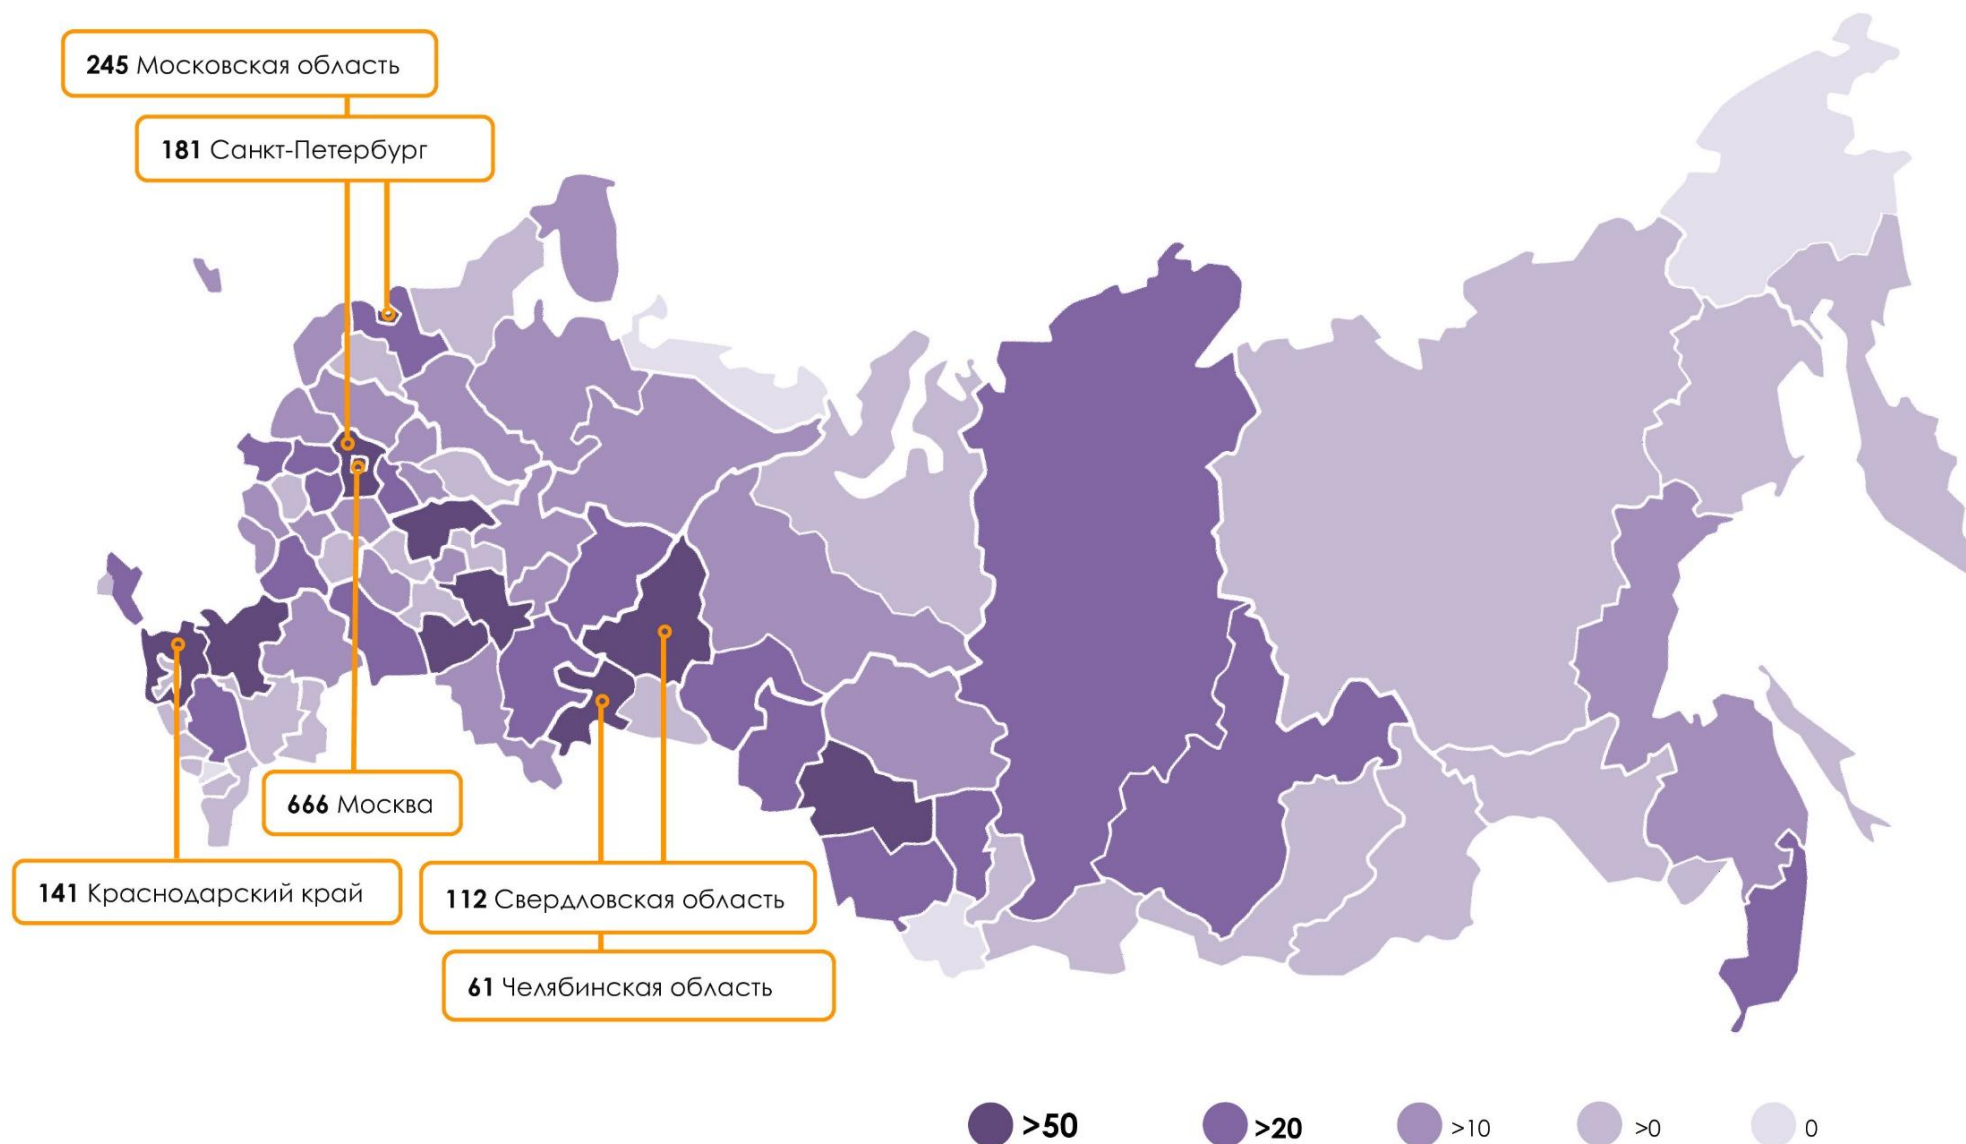 245 Московская область
181 Санкт-Петербург
666 Москва
141 Краснодарский край
112 Свердловская область
61 Челябинская область
>50
>20
>10
>0
0